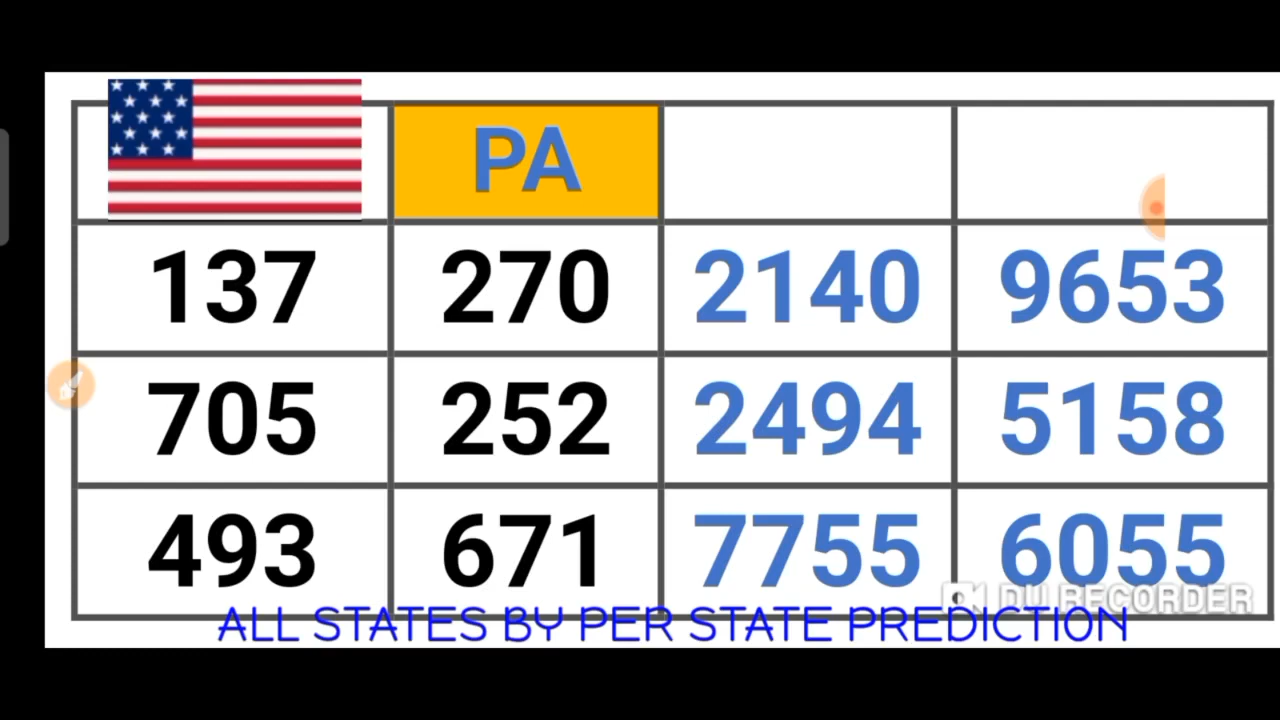 PA
137 270 2140 9653
705 252 2494 5158
493 671 7755 6055
DU RECORDER
ALL STATES BY PER STATE PREDICTION